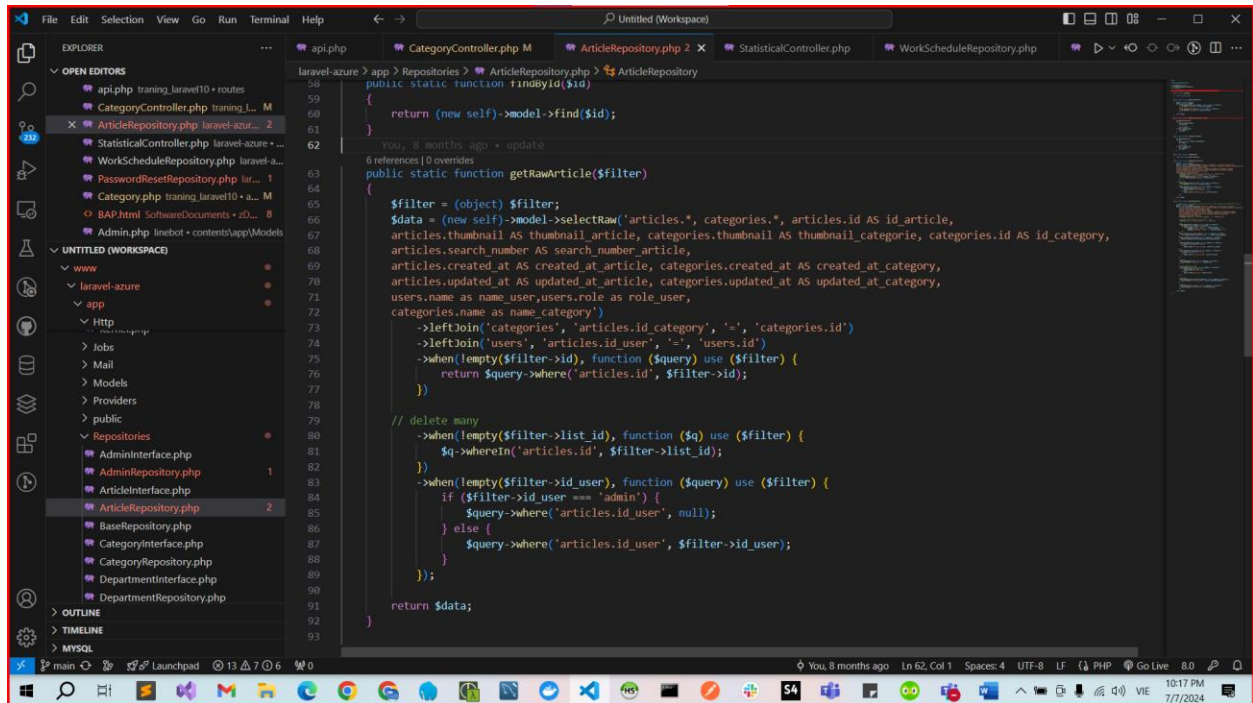 File Edit Selection View Go Run Terminal Help
Untitled (Workspace)
EXPLORER
api.php
CategoryController.php M
ArticleRepository.php 2
StatisticalController.php
WorkScheduleRepository.php
OPEN EDITORS
api.php traning_laravel10 • routes
CategoryController.php traning_l... M
ArticleRepository.php laravel-azur... 2
StatisticalController.php laravel-azure • ...
WorkScheduleRepository.php laravel-a...
PasswordResetRepository.php lar... 1
Category.php traning_laravel10 • a... M
BAP.html SoftwareDocuments • zD... 8
Admin.php linebot • contents\app\Models
UNTITLED (WORKSPACE)
www
laravel-azure
app
Http
Jobs
Mail
Models
Providers
public
Repositories
AdminInterface.php
AdminRepository.php 1
ArticleInterface.php
ArticleRepository.php 2
BaseRepository.php
CategoryInterface.php
CategoryRepository.php
DepartmentInterface.php
DepartmentRepository.php
OUTLINE
TIMELINE
MYSQL
232
laravel-azure > app > Repositories > ArticleRepository.php > ArticleRepository
58 public static function findById($id)
59 {
60 return (new self)->model->find($id);
61 }
62 You, 8 months ago • update
6 references | 0 overrides
63 public static function getRawArticle($filter)
64 {
65 $filter = (object) $filter;
66 $data = (new self)->model->selectRaw('articles.*, categories.*, articles.id AS id_article,
67 articles.thumbnail AS thumbnail_article, categories.thumbnail AS thumbnail_categorie, categories.id AS id_category,
68 articles.search_number AS search_number_article,
69 articles.created_at AS created_at_article, categories.created_at AS created_at_category,
70 articles.updated_at AS updated_at_article, categories.updated_at AS updated_at_category,
71 users.name as name_user,users.role as role_user,
72 categories.name as name_category')
73 ->leftJoin('categories', 'articles.id_category', '=', 'categories.id')
74 ->leftJoin('users', 'articles.id_user', '=', 'users.id')
75 ->when(!empty($filter->id), function ($query) use ($filter) {
76 return $query->where('articles.id', $filter->id);
77 })
78
79 // delete many
80 ->when(!empty($filter->list_id), function ($q) use ($filter) {
81 $q->whereIn('articles.id', $filter->list_id);
82 })
83 ->when(!empty($filter->id_user), function ($query) use ($filter) {
84 if ($filter->id_user === 'admin') {
85 $query->where('articles.id_user', null);
86 } else {
87 $query->where('articles.id_user', $filter->id_user);
88 }
89 });
90
91 return $data;
92 }
93
main Launchpad 13 7 6 0 You, 8 months ago Ln 62, Col 1 Spaces: 4 UTF-8 LF PHP Go Live 8.0
S4 VIE 10:17 PM
7/7/2024